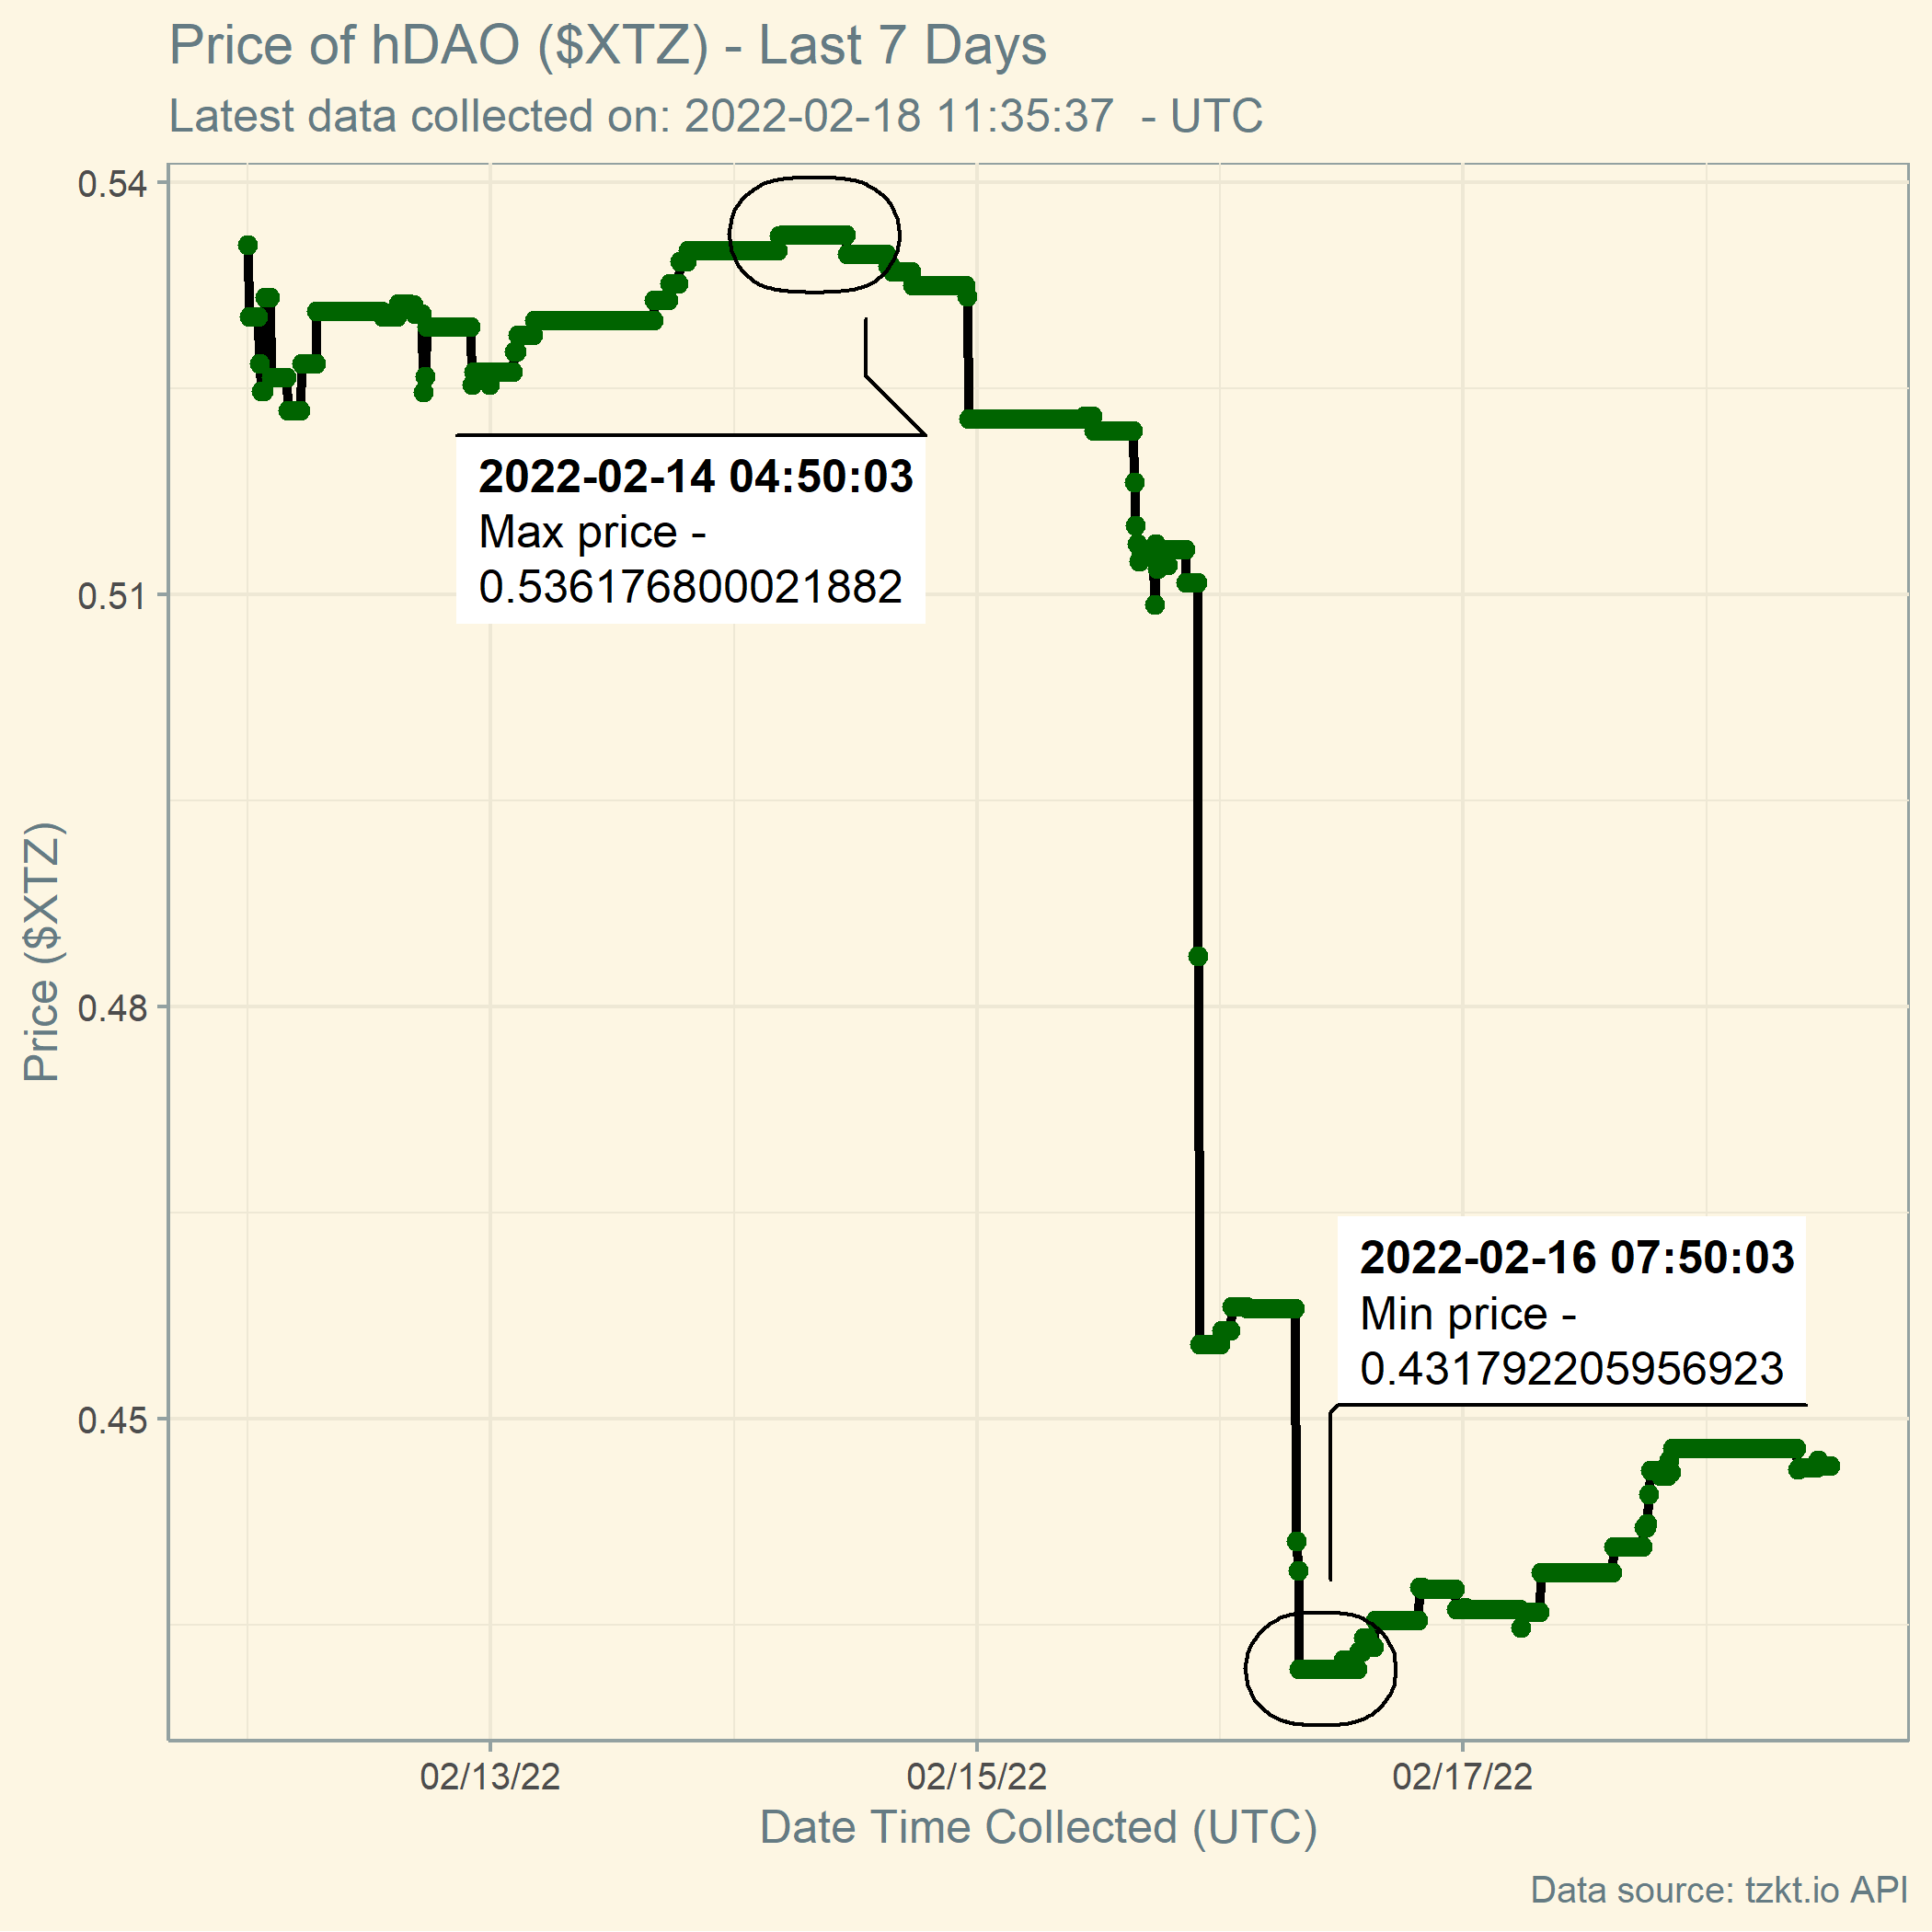 Price of hDAO ($XTZ) - Last 7 Days
Latest data collected on: 2022-02-18 11:35:37  - UTC
0.54
0.51
0.48
0.45
Price ($XTZ)
2022-02-14 04:50:03
Max price -
0.536176800021882
2022-02-16 07:50:03
Min price -
0.431792205956923
02/13/22
02/15/22
02/17/22
Date Time Collected (UTC)
Data source: tzkt.io API